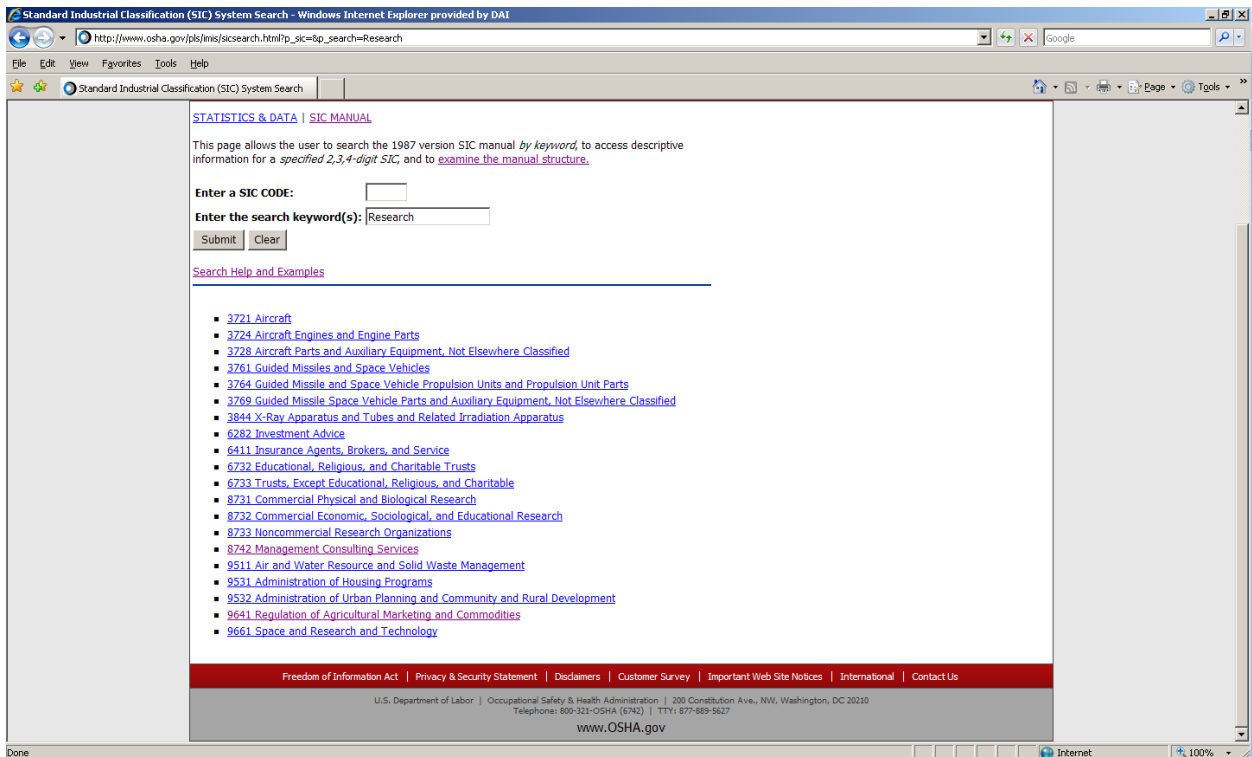 Standard Industrial Classification (SIC) System Search - Windows Internet Explorer provided by DAI
http://www.osha.gov/pls/imis/sicsearch.html?p_sic=&p_search=Research
Google
File Edit View Favorites Tools Help
Standard Industrial Classification (SIC) System Search
Page Tools »
STATISTICS & DATA | SIC MANUAL
This page allows the user to search the 1987 version SIC manual by keyword, to access descriptive
information for a specified 2,3,4-digit SIC, and to examine the manual structure.
Enter a SIC CODE:
Enter the search keyword(s): Research
Submit Clear
Search Help and Examples
3721 Aircraft
3724 Aircraft Engines and Engine Parts
3728 Aircraft Parts and Auxiliary Equipment, Not Elsewhere Classified
3761 Guided Missiles and Space Vehicles
3764 Guided Missile and Space Vehicle Propulsion Units and Propulsion Unit Parts
3769 Guided Missile Space Vehicle Parts and Auxiliary Equipment, Not Elsewhere Classified
3844 X-Ray Apparatus and Tubes and Related Irradiation Apparatus
6282 Investment Advice
6411 Insurance Agents, Brokers, and Service
6732 Educational, Religious, and Charitable Trusts
6733 Trusts, Except Educational, Religious, and Charitable
8731 Commercial Physical and Biological Research
8732 Commercial Economic, Sociological, and Educational Research
8733 Noncommercial Research Organizations
8742 Management Consulting Services
9511 Air and Water Resource and Solid Waste Management
9531 Administration of Housing Programs
9532 Administration of Urban Planning and Community and Rural Development
9641 Regulation of Agricultural Marketing and Commodities
9661 Space and Research and Technology
Freedom of Information Act | Privacy & Security Statement | Disclaimers | Customer Survey | Important Web Site Notices | International | Contact Us
U.S. Department of Labor | Occupational Safety & Health Administration | 200 Constitution Ave., NW, Washington, DC 20210
Telephone: 800-321-OSHA (6742) | TTY: 877-889-5627
www.OSHA.gov
Done
Internet
100%